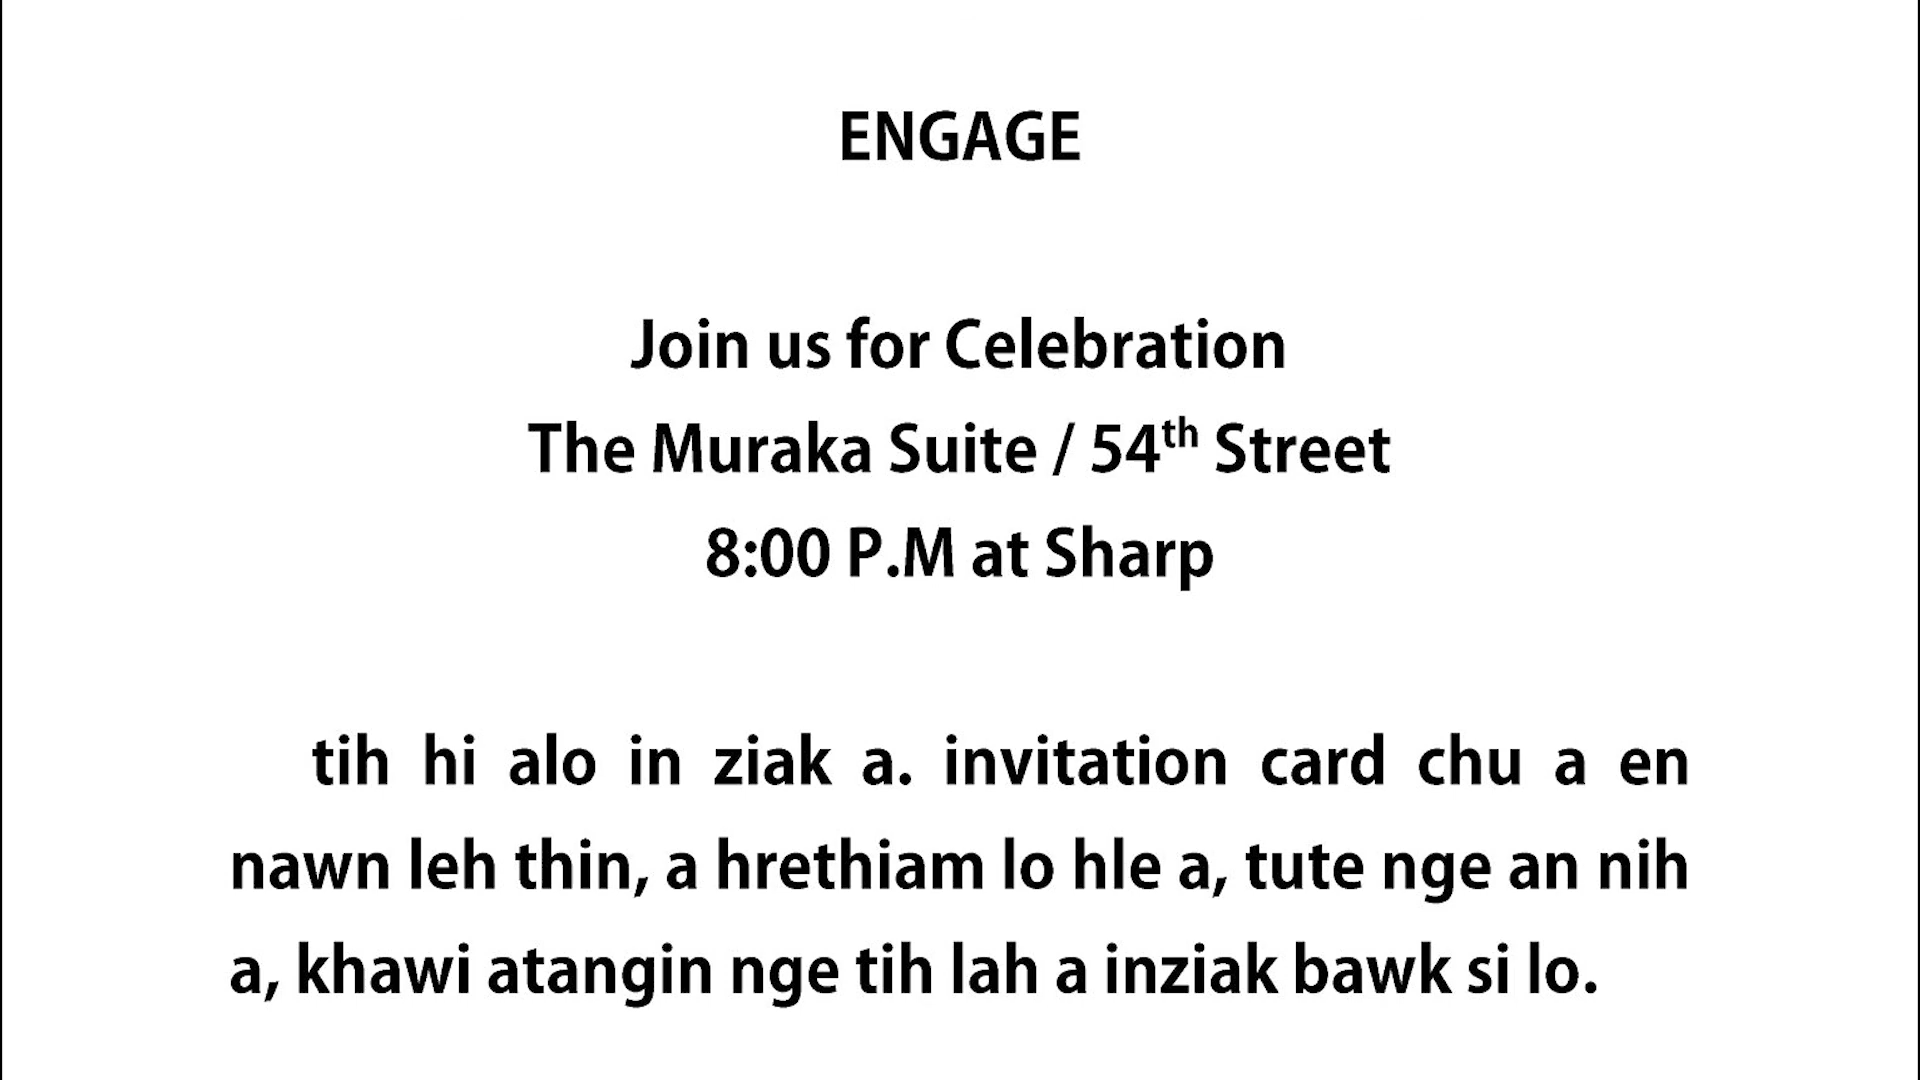 ENGAGE
Join us for Celebration
The Muraka Suite / 54th Street
8:00 P.M at Sharp
tih hi alo in ziak a. invitation card chu a en
nawn leh thin, a hrethiam lo hle a, tute nge an nih
a, khawi atangin nge tih lah a inziak bawk si lo.